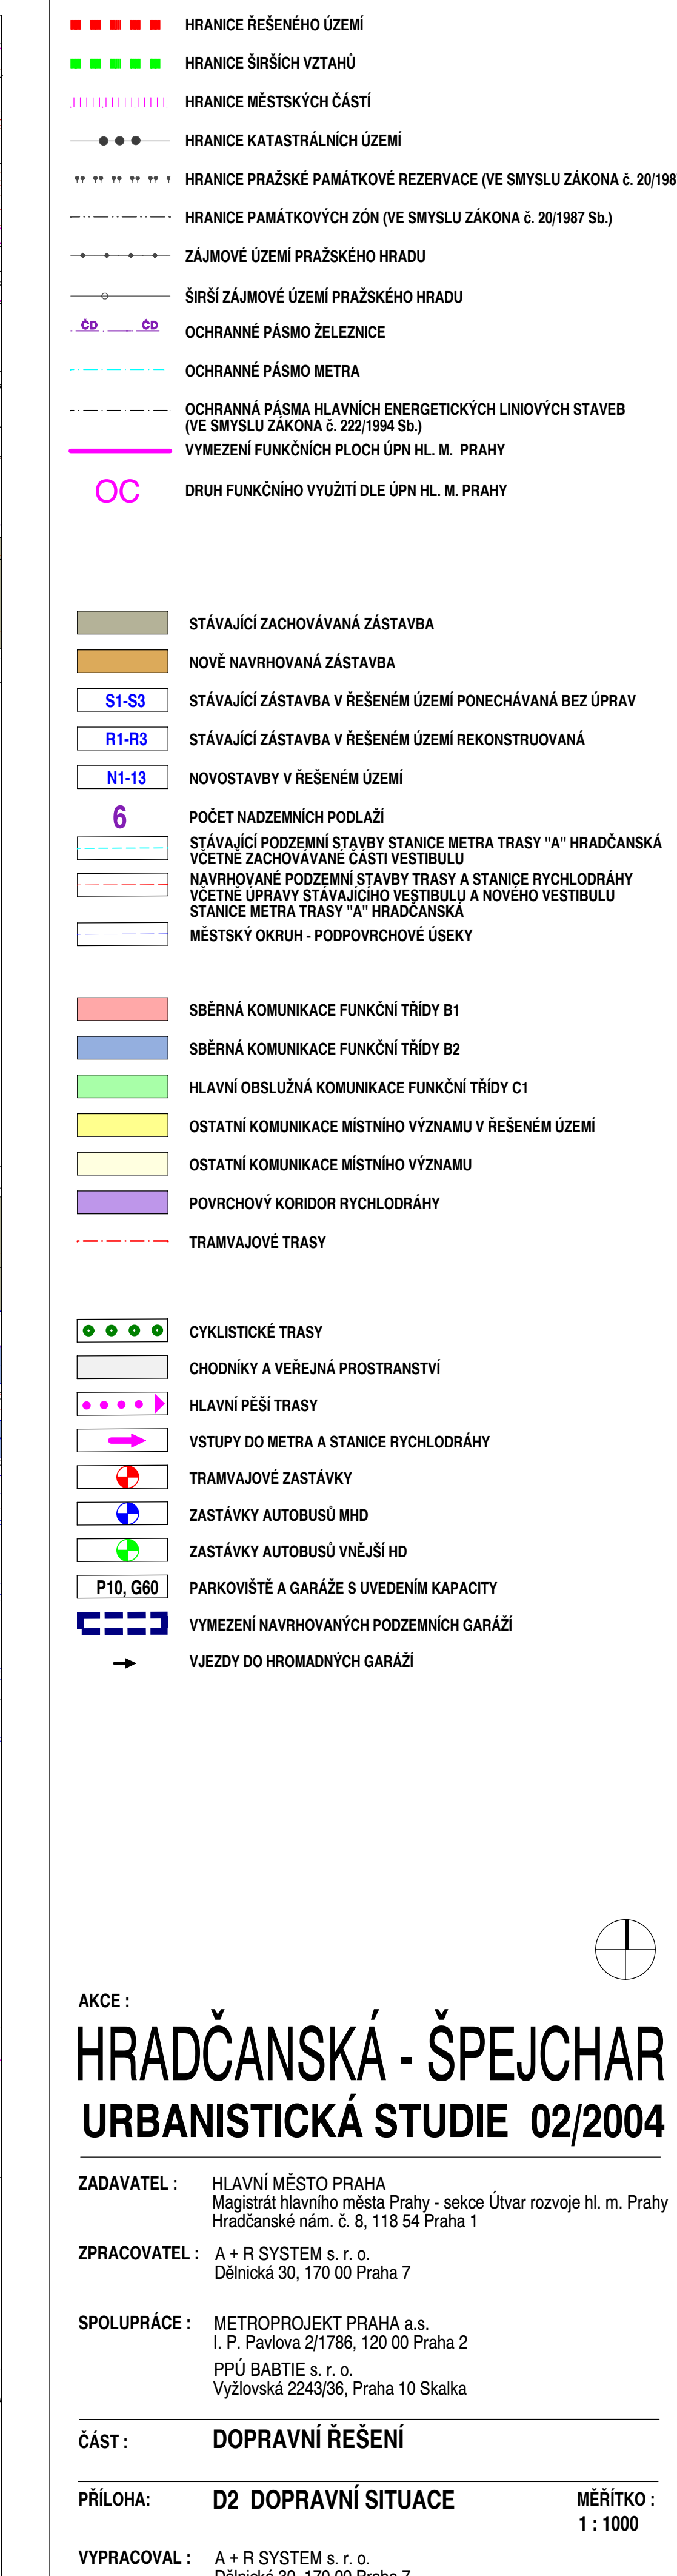 HRANICE ŘEŠENÉHO ÚZEMÍ
HRANICE ŠIRŠÍCH VZTAHŮ
HRANICE MĚSTSKÝCH ČÁSTÍ
HRANICE KATASTRÁLNÍCH ÚZEMÍ
HRANICE PRAŽSKÉ PAMÁTKOVÉ REZERVACE (VE SMYSLU ZÁKONA č. 20/198
HRANICE PAMÁTKOVÝCH ZÓN (VE SMYSLU ZÁKONA č. 20/1987 Sb.)
ZÁJMOVÉ ÚZEMÍ PRAŽSKÉHO HRADU
ŠIRŠÍ ZÁJMOVÉ ÚZEMÍ PRAŽSKÉHO HRADU
ČD ČD OCHRANNÉ PÁSMO ŽELEZNICE
OCHRANNÉ PÁSMO METRA
OCHRANNÁ PÁSMA HLAVNÍCH ENERGETICKÝCH LINIOVÝCH STAVEB
(VE SMYSLU ZÁKONA č. 222/1994 Sb.)
VYMEZENÍ FUNKČNÍCH PLOCH ÚPN HL. M. PRAHY
OC DRUH FUNKČNÍHO VYUŽITÍ DLE ÚPN HL. M. PRAHY
STÁVAJÍCÍ ZACHOVÁVANÁ ZÁSTAVBA
NOVĚ NAVRHOVANÁ ZÁSTAVBA
S1-S3 STÁVAJÍCÍ ZÁSTAVBA V ŘEŠENÉM ÚZEMÍ PONECHÁVANÁ BEZ ÚPRAV
R1-R3 STÁVAJÍCÍ ZÁSTAVBA V ŘEŠENÉM ÚZEMÍ REKONSTRUOVANÁ
N1-13 NOVOSTAVBY V ŘEŠENÉM ÚZEMÍ
6 POČET NADZEMNÍCH PODLAŽÍ
STÁVAJÍCÍ PODZEMNÍ STAVBY STANICE METRA TRASY "A" HRADČANSKÁ
VČETNĚ ZACHOVÁVANÉ ČÁSTI VESTIBULU
NAVRHOVANÉ PODZEMNÍ STAVBY TRASY A STANICE RYCHLODRÁHY
VČETNĚ ÚPRAVY STÁVAJÍCÍHO VESTIBULU A NOVÉHO VESTIBULU
STANICE METRA TRASY "A" HRADČANSKÁ
MĚSTSKÝ OKRUH - PODPOVRCHOVÉ ÚSEKY
SBĚRNÁ KOMUNIKACE FUNKČNÍ TŘÍDY B1
SBĚRNÁ KOMUNIKACE FUNKČNÍ TŘÍDY B2
HLAVNÍ OBSLUŽNÁ KOMUNIKACE FUNKČNÍ TŘÍDY C1
OSTATNÍ KOMUNIKACE MÍSTNÍHO VÝZNAMU V ŘEŠENÉM ÚZEMÍ
OSTATNÍ KOMUNIKACE MÍSTNÍHO VÝZNAMU
POVRCHOVÝ KORIDOR RYCHLODRÁHY
TRAMVAJOVÉ TRASY
CYKLISTICKÉ TRASY
CHODNÍKY A VEŘEJNÁ PROSTRANSTVÍ
HLAVNÍ PĚŠÍ TRASY
VSTUPY DO METRA A STANICE RYCHLODRÁHY
TRAMVAJOVÉ ZASTÁVKY
ZASTÁVKY AUTOBUSŮ MHD
ZASTÁVKY AUTOBUSŮ VNĚJŠÍ HD
P10, G60 PARKOVIŠTĚ A GARÁŽE S UVEDENÍM KAPACITY
VYMEZENÍ NAVRHOVANÝCH PODZEMNÍCH GARÁŽÍ
VJEZDY DO HROMADNÝCH GARÁŽÍ
AKCE :
HRADČANSKÁ - ŠPEJCHAR
URBANISTICKÁ STUDIE 02/2004
ZADAVATEL : HLAVNÍ MĚSTO PRAHA
Magistrát hlavního města Prahy - sekce Útvar rozvoje hl. m. Prahy
Hradčanské nám. č. 8, 118 54 Praha 1
ZPRACOVATEL : A + R SYSTEM s. r. o.
Dělnická 30, 170 00 Praha 7
SPOLUPRÁCE : METROPROJEKT PRAHA a.s.
I. P. Pavlova 2/1786, 120 00 Praha 2
PPÚ BABTIE s. r. o.
Vyžlovská 2243/36, Praha 10 Skalka
ČÁST : DOPRAVNÍ ŘEŠENÍ
PŘÍLOHA: D2 DOPRAVNÍ SITUACE MĚŘÍTKO :
1 : 1000
VYPRACOVAL : A + R SYSTEM s. r. o.
Dělnická 30, 170 00 Praha 7